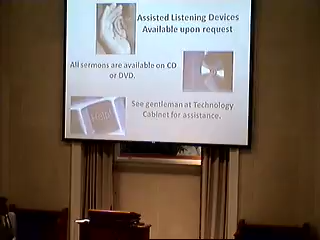 Assisted Listening Devices
Available upon request
All sermons are available on CD
or DVD.
See gentleman at Technology
Cabinet for assistance.